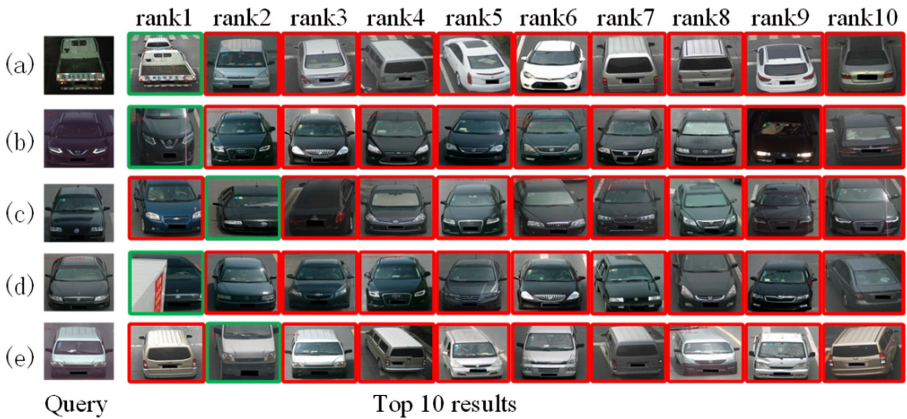 rank1 rank2 rank3 rank4 rank5 rank6 rank7 rank8 rank9 rank10
(a)
(b)
(c)
(d)
(e)
Query Top 10 results